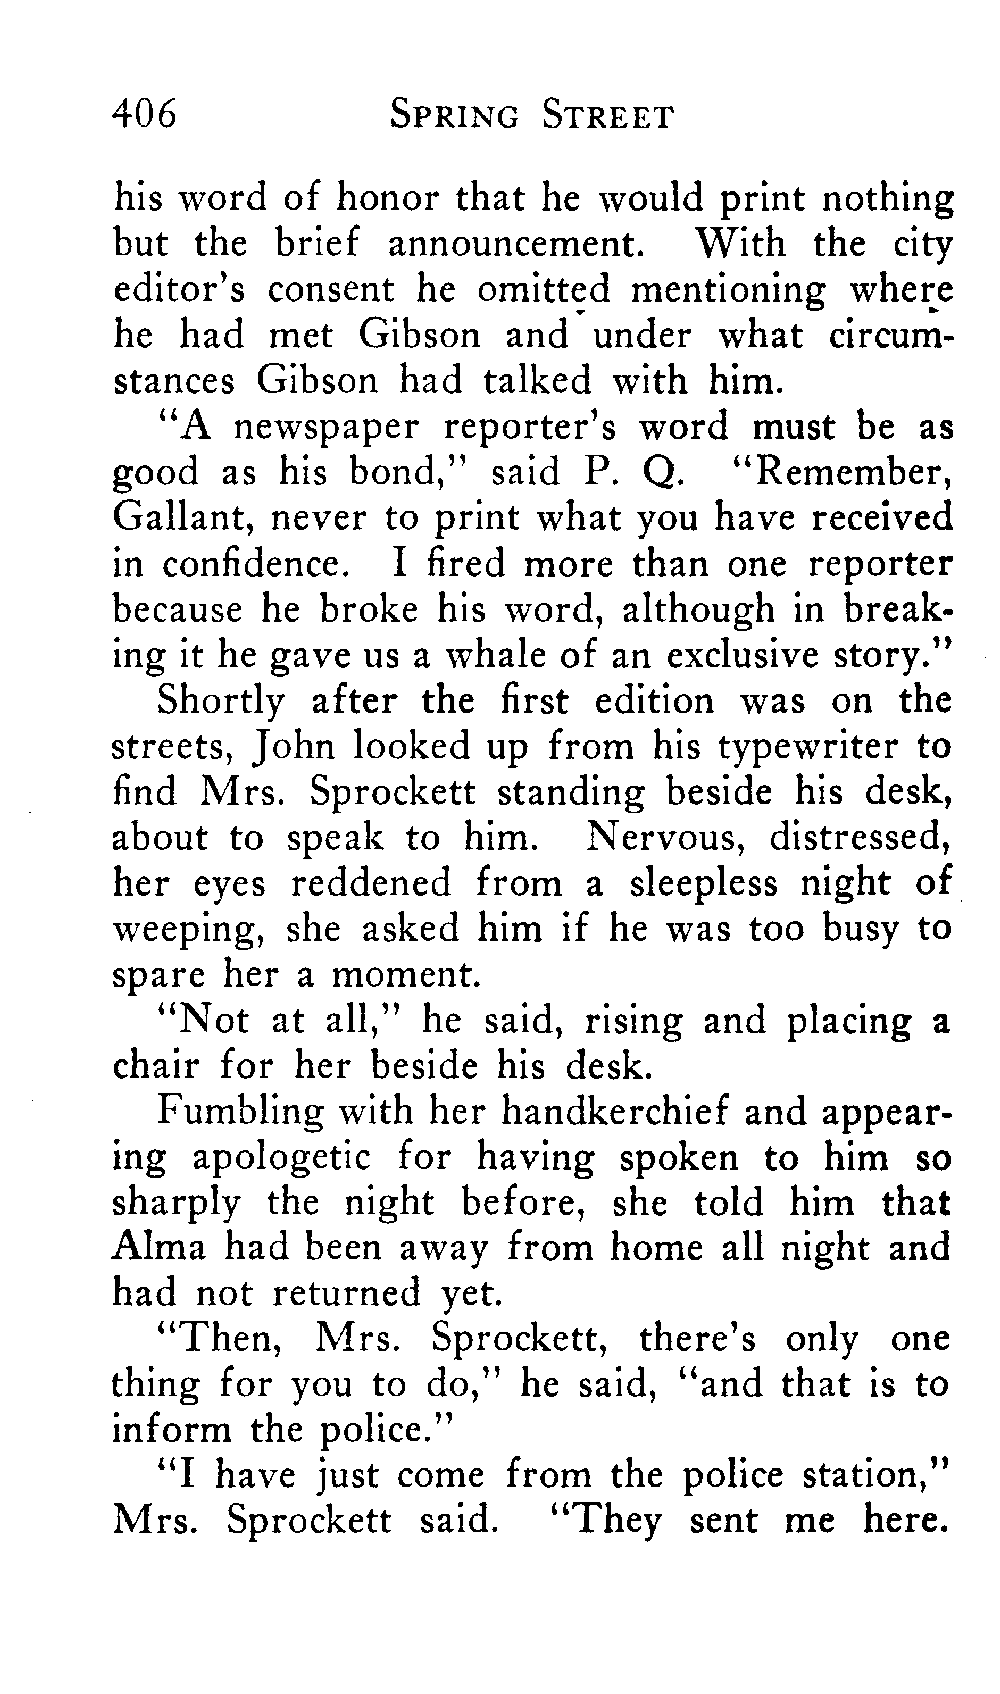 406 SPRING STREET
his word of honor that he would print nothing
but the brief announcement. With the city
editor's consent he omitted mentioning where
he had met Gibson and under what circum-
stances Gibson had talked with him.
"A newspaper reporter's word must be as
good as his bond," said P. Q. "Remember,
Gallant, never to print what you have received
in confidence. I fired more than one reporter
because he broke his word, although in break-
ing it he gave us a whale of an exclusive story."
Shortly after the first edition was on the
streets, John looked up from his typewriter to
find Mrs. Sprockett standing beside his desk,
about to speak to him. Nervous, distressed,
her eyes reddened from a sleepless night of
weeping, she asked him if he was too busy to
spare her a moment.
"Not at all," he said, rising and placing a
chair for her beside his desk.
Fumbling with her handkerchief and appear-
ing apologetic for having spoken to him so
sharply the night before, she told him that
Alma had been away from home all night and
had not returned yet.
"Then, Mrs. Sprockett, there's only one
thing for you to do," he said, "and that is to
inform the police."
"I have just come from the police station,"
Mrs. Sprockett said. "They sent me here.